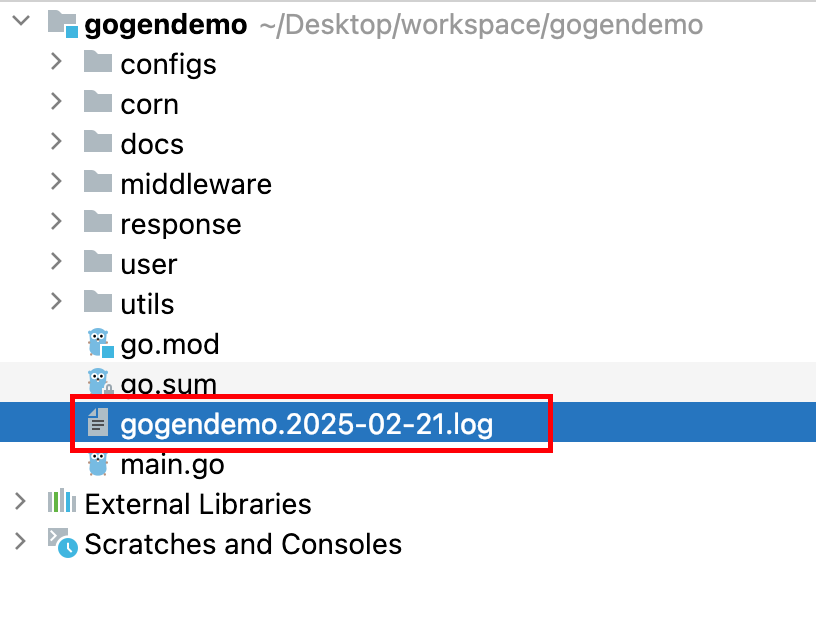 gogendemo ~/Desktop/workspace/gogendemo
configs
corn
docs
middleware
response
user
utils
go.mod
go.sum
gogendemo.2025-02-21.log
main.go
External Libraries
Scratches and Consoles